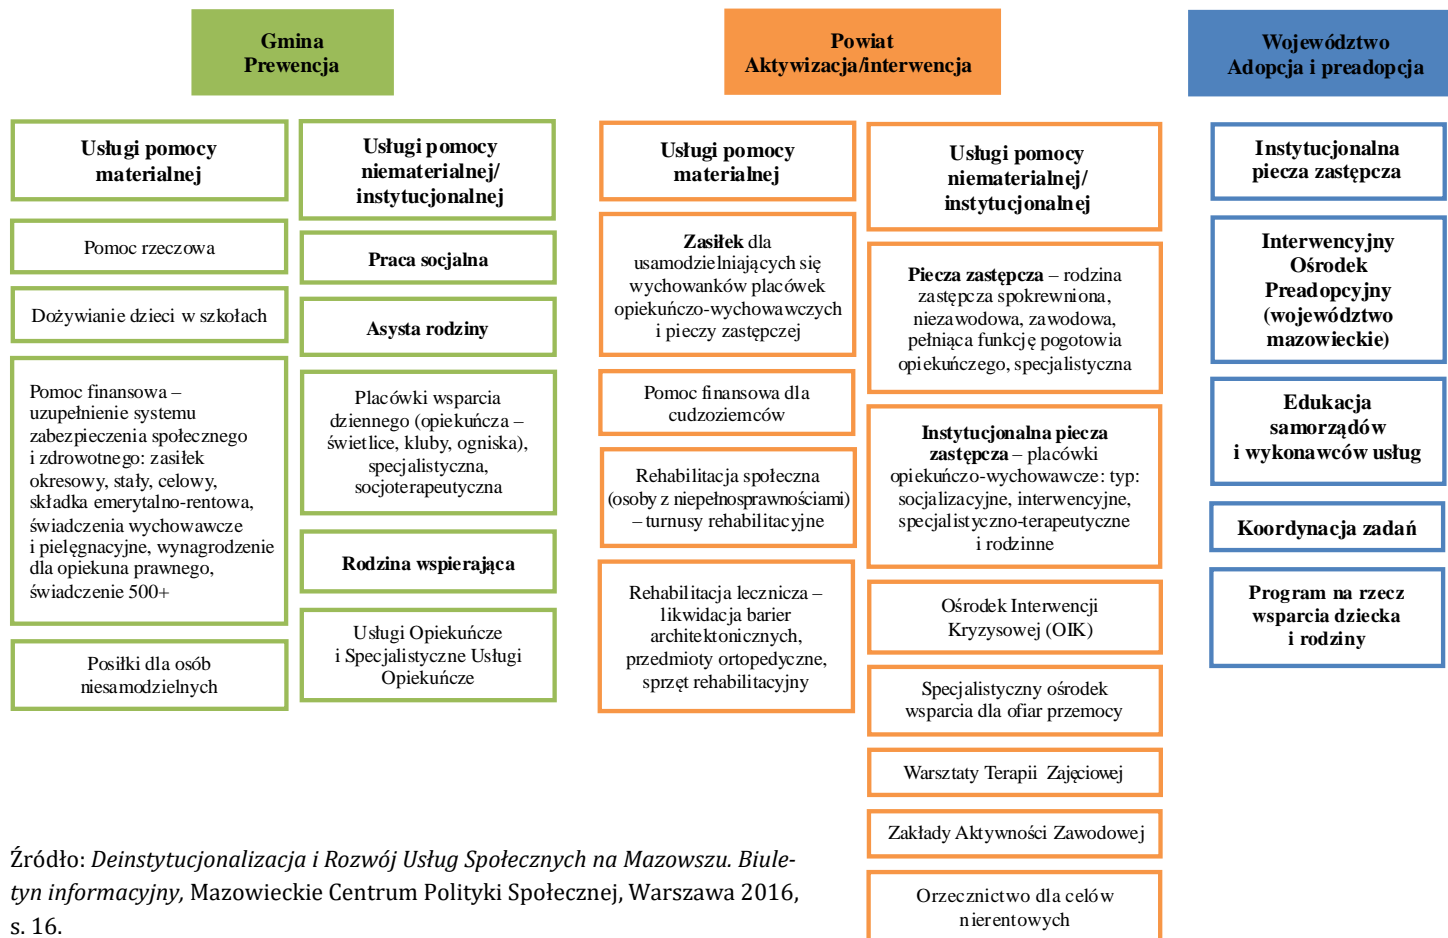 Gmina
Prewencja
Usługi pomocy
materialnej
Pomoc rzeczowa
Dożywianie dzieci w szkołach
Pomoc finansowa –
uzupełnienie systemu
zabezpieczenia społecznego
i zdrowotnego: zasiłek
okresowy, stały, celowy,
składka emerytalno-rentowa,
świadczenia wychowawcze
i pielęgnacyjne, wynagrodzenie
dla opiekuna prawnego,
świadczenie 500+
Posiłki dla osób
niesamodzielnych
Usługi pomocy
niematerialnej/
instytucjonalnej
Praca socjalna
Asysta rodziny
Placówki wsparcia
dziennego (opiekuńcza –
świetlice, kluby, ogniska),
specjalistyczna,
socjoterapeutyczna
Rodzina wspierająca
Usługi Opiekuńcze
i Specjalistyczne Usługi
Opiekuńcze
Powiat
Aktywizacja/interwencja
Usługi pomocy
materialnej
Zasiłek dla
usamodzielniających się
wychowanków placówek
opiekuńczo-wychowawczych
i pieczy zastępczej
Pomoc finansowa dla
cudzoziemców
Rehabilitacja społeczna
(osoby z niepełnosprawnościami)
– turnusy rehabilitacyjne
Rehabilitacja lecznicza –
likwidacja barier
architektonicznych,
przedmioty ortopedyczne,
sprzęt rehabilitacyjny
Usługi pomocy
niematerialnej/
instytucjonalnej
Piecza zastępcza – rodzina
zastępcza spokrewniona,
niezawodowa, zawodowa,
pełniąca funkcję pogotowia
opiekuńczego, specjalistyczna
Instytucjonalna piecza
zastępcza – placówki
opiekuńczo-wychowawcze: typ:
socjalizacyjne, interwencyjne,
specjalistyczno-terapeutyczne
i rodzinne
Ośrodek Interwencji
Kryzysowej (OIK)
Specjalistyczny ośrodek
wsparcia dla ofiar przemocy
Warsztaty Terapii Zajęciowej
Zakłady Aktywności Zawodowej
Orzecznictwo dla celów
nierentowych
Województwo
Adopcja i preadopcja
Instytucjonalna
piecza zastępcza
Interwencyjny
Ośrodek
Preadopcyjny
(województwo
mazowieckie)
Edukacja
samorządów
i wykonawców usług
Koordynacja zadań
Program na rzecz
wsparcia dziecka
i rodziny
Źródło: Deinstytucjonalizacja i Rozwój Usług Społecznych na Mazowszu. Biule-
tyn informacyjny, Mazowieckie Centrum Polityki Społecznej, Warszawa 2016,
s. 16.